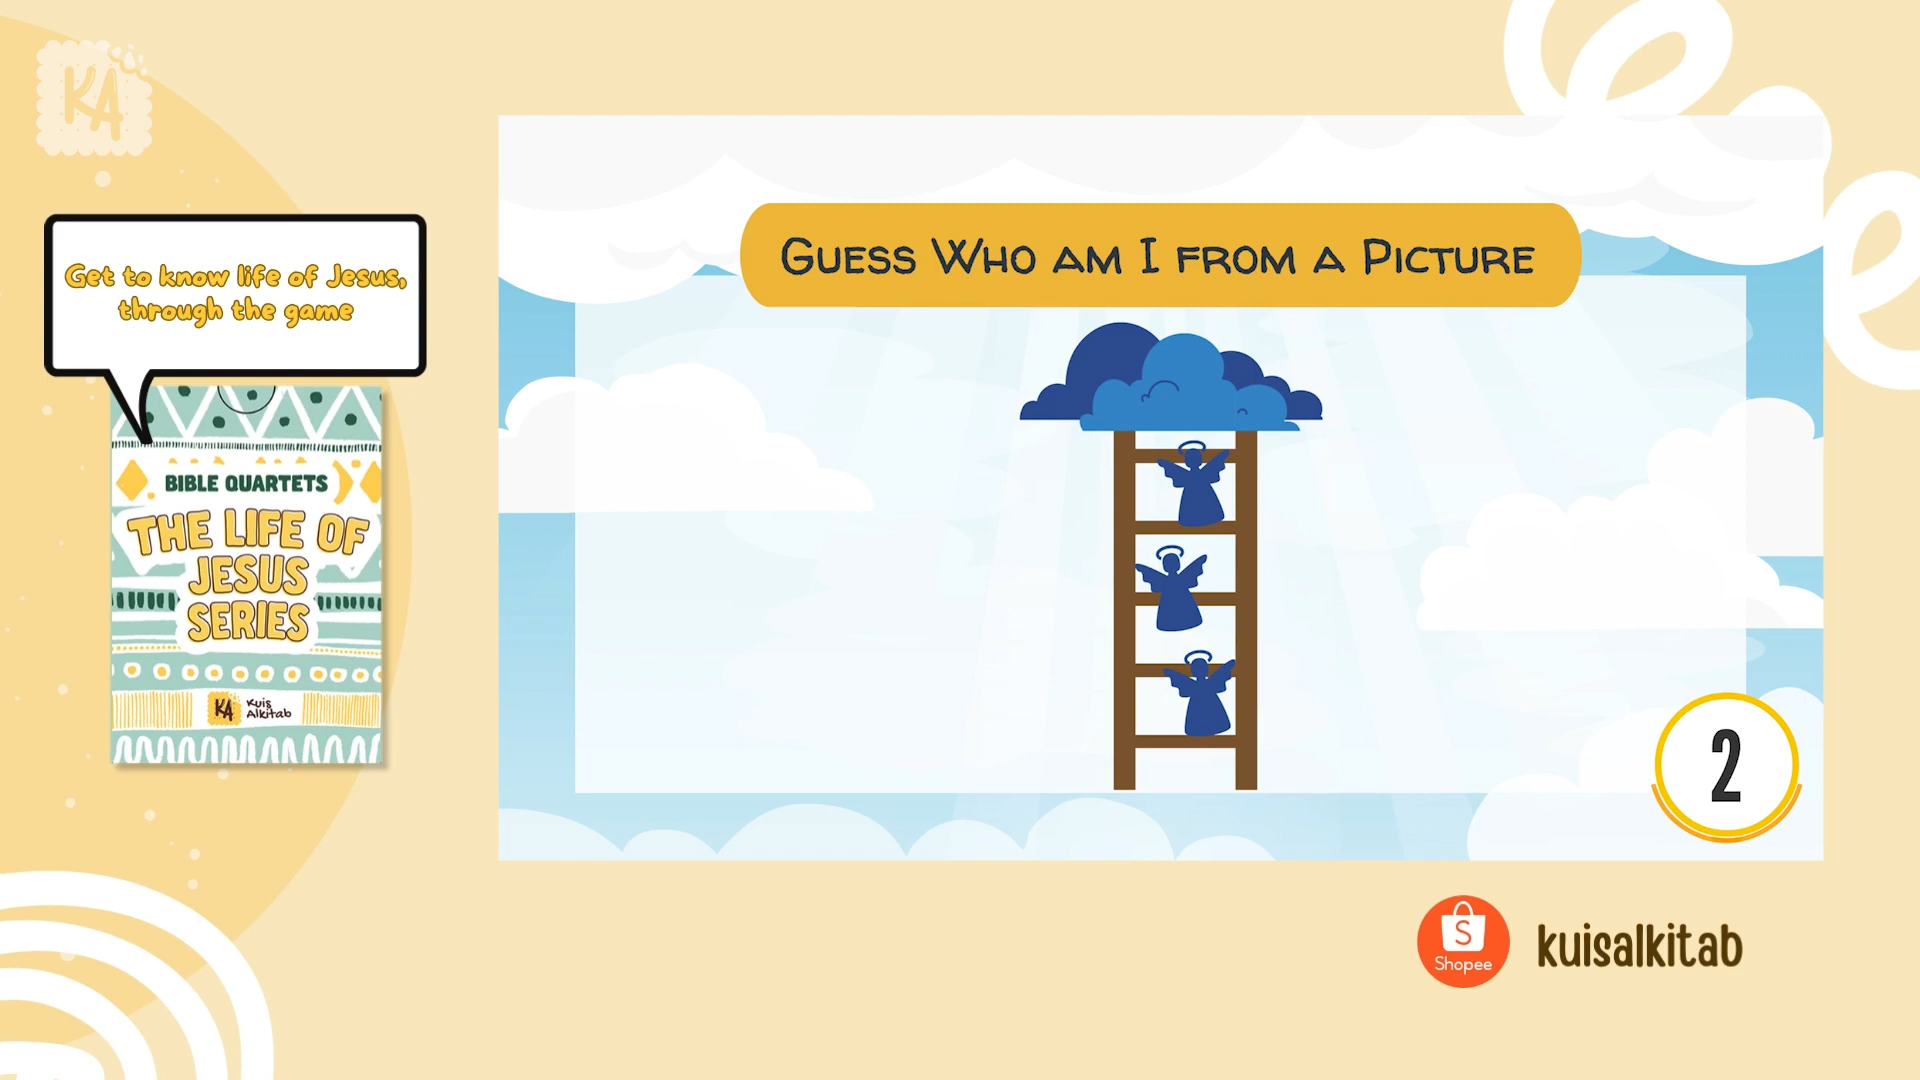 KA
Get to know life of Jesus,
through the game
BIBLE QUARTETS
THE LIFE OF
JESUS
SERIES
KA
Kuis
Alkitab
GUESS WHO AM I FROM A PICTURE
2
S
Shopee
kuisalkitab